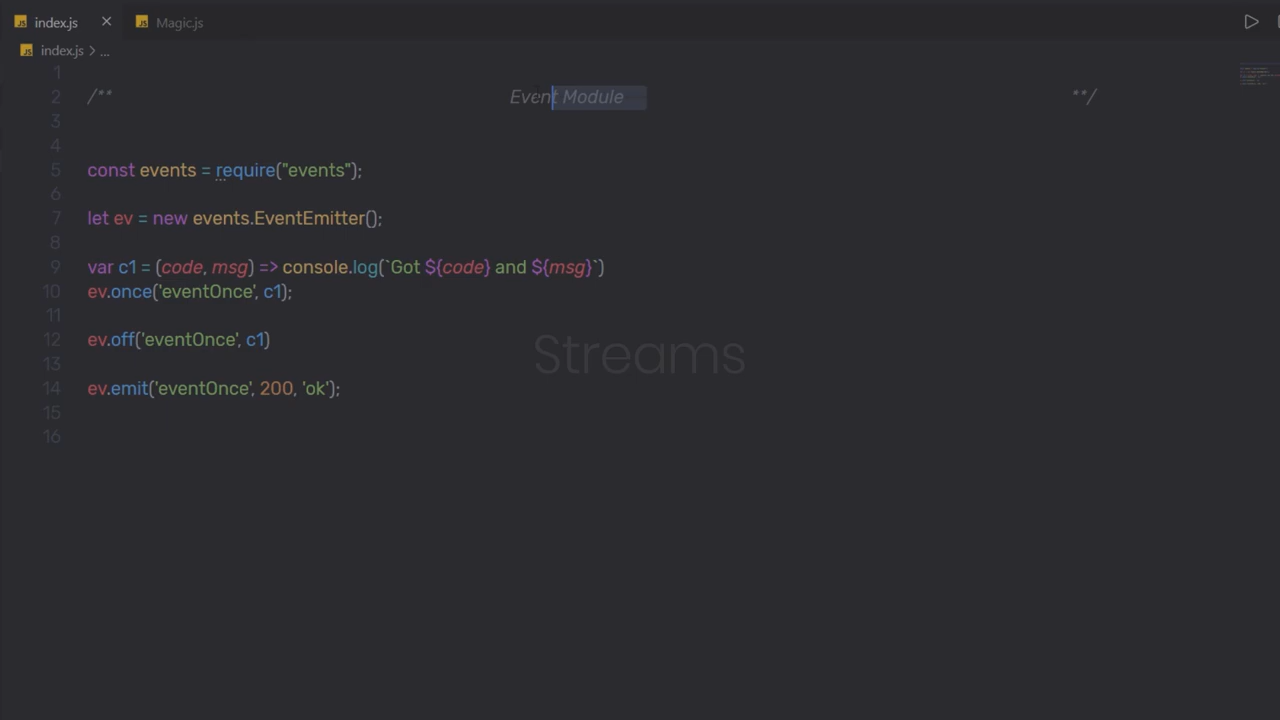 index.js
Magic.js
index.js > ...
1
2 /** Event Module **/
3
4
5 const events = require("events");
6
7 let ev = new events.EventEmitter();
8
9 var c1 = (code, msg) => console.log(`Got ${code} and ${msg}`)
10 ev.once('eventOnce', c1);
11
12 ev.off('eventOnce', c1)
13
Streams
14 ev.emit('eventOnce', 200, 'ok');
15
16